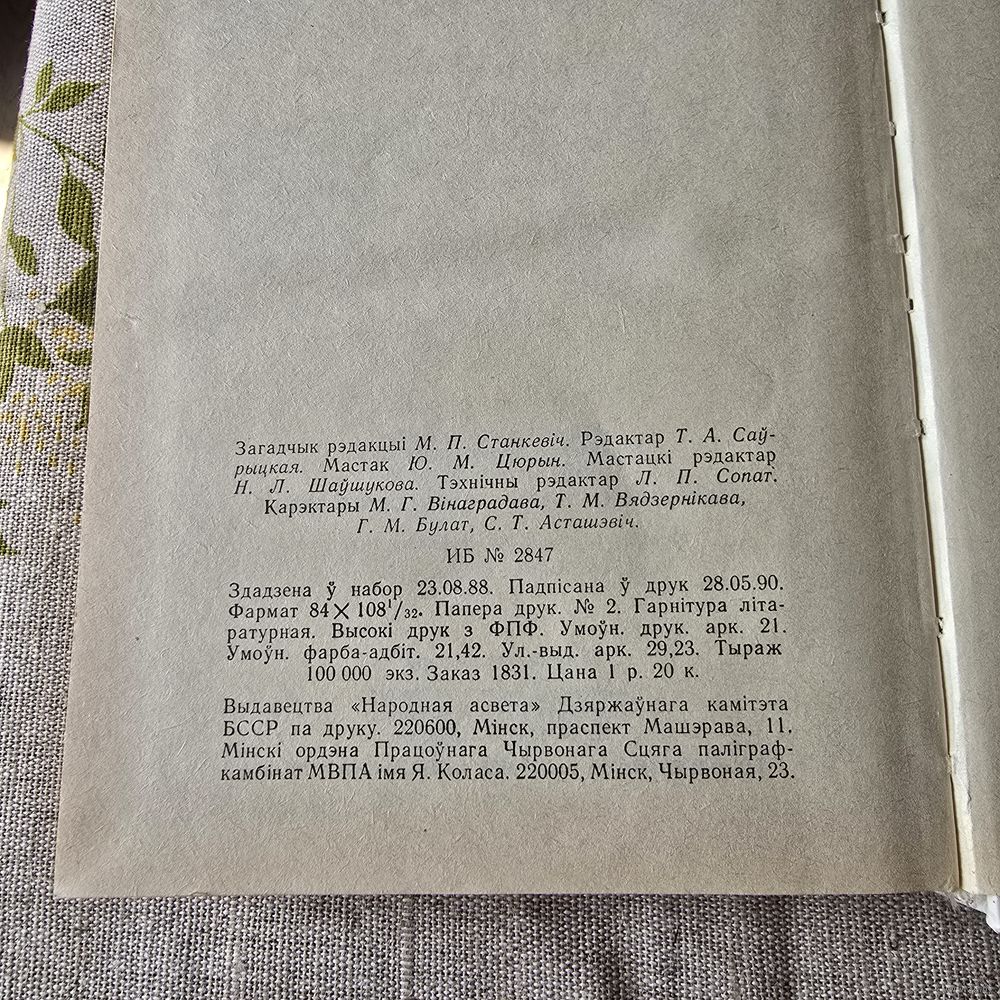 Загадчык рэдакцыі М. П. Станкевіч. Рэдактар Т. А. Саў-
рыцкая. Мастак Ю. М. Цюрын. Мастацкі рэдактар
Н. Л. Шаўшукова. Тэхнічны рэдактар Л. П. Сопат.
Карэктары М. Г. Вінаградава, Т. М. Вядзернікава,
Г. М. Булат, С. Т. Асташэвіч.
ИБ № 2847
Здадзена ў набор 23.08.88. Падпісана ў друк 28.05.90.
Фармат 84 × 108¹/₃₂. Папера друк. № 2. Гарнітура літа-
ратурная. Высокі друк з ФПФ. Умоўн. друк. арк. 21.
Умоўн. фарба-адбіт. 21,42. Ул.-выд. арк. 29,23. Тыраж
100 000 экз. Заказ 1831. Цана 1 р. 20 к.
Выдавецтва «Народная асвета» Дзяржаўнага камітэта
БССР па друку. 220600, Мінск, праспект Машэрава, 11.
Мінскі ордэна Працоўнага Чырвонага Сцяга паліграф-
камбінат МВПА імя Я. Коласа. 220005, Мінск, Чырвоная, 23.